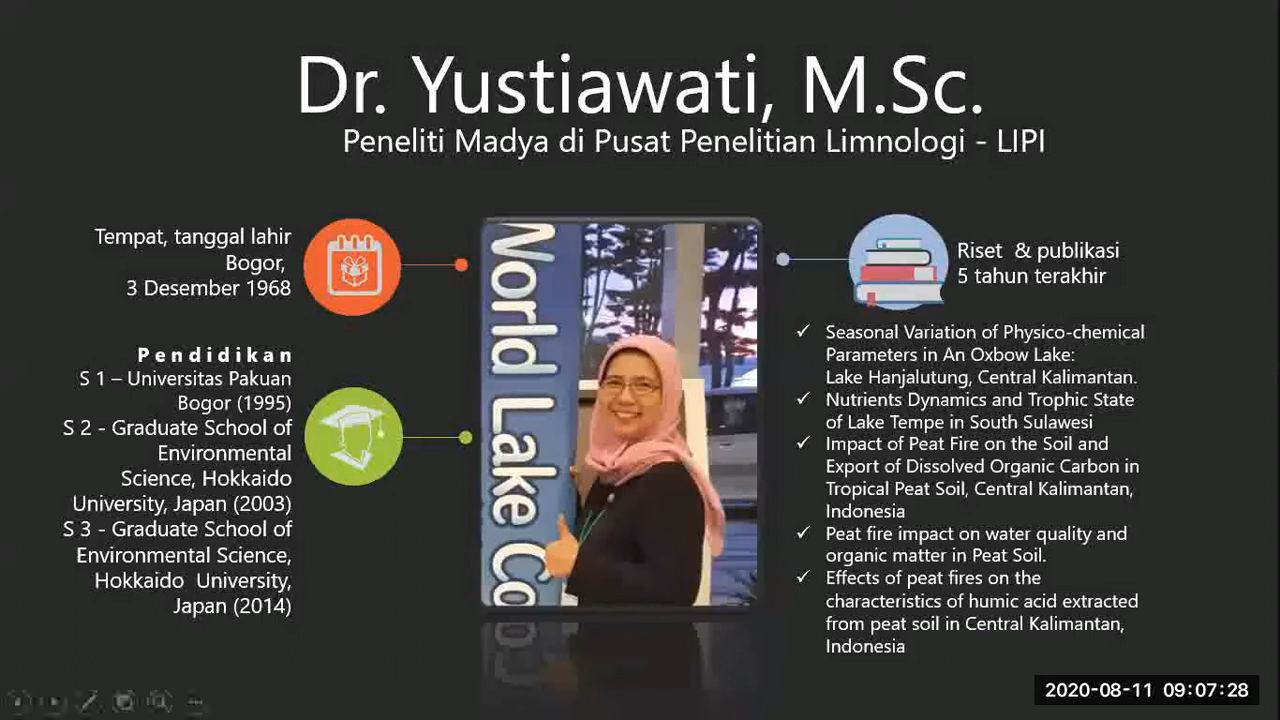 Dr. Yustiawati, M.Sc.
Peneliti Madya di Pusat Penelitian Limnologi - LIPI
Tempat, tanggal lahir
Bogor,
3 Desember 1968
Pendidikan
S 1 – Universitas Pakuan
Bogor (1995)
S 2 - Graduate School of
Environmental
Science, Hokkaido
University, Japan (2003)
S 3 - Graduate School of
Environmental Science,
Hokkaido University,
Japan (2014)
World Lake Co
Riset & publikasi
5 tahun terakhir
✓ Seasonal Variation of Physico-chemical
Parameters in An Oxbow Lake:
Lake Hanjalutung, Central Kalimantan.
✓ Nutrients Dynamics and Trophic State
of Lake Tempe in South Sulawesi
✓ Impact of Peat Fire on the Soil and
Export of Dissolved Organic Carbon in
Tropical Peat Soil, Central Kalimantan,
Indonesia
✓ Peat fire impact on water quality and
organic matter in Peat Soil.
✓ Effects of peat fires on the
characteristics of humic acid extracted
from peat soil in Central Kalimantan,
Indonesia
2020-08-11 09:07:28